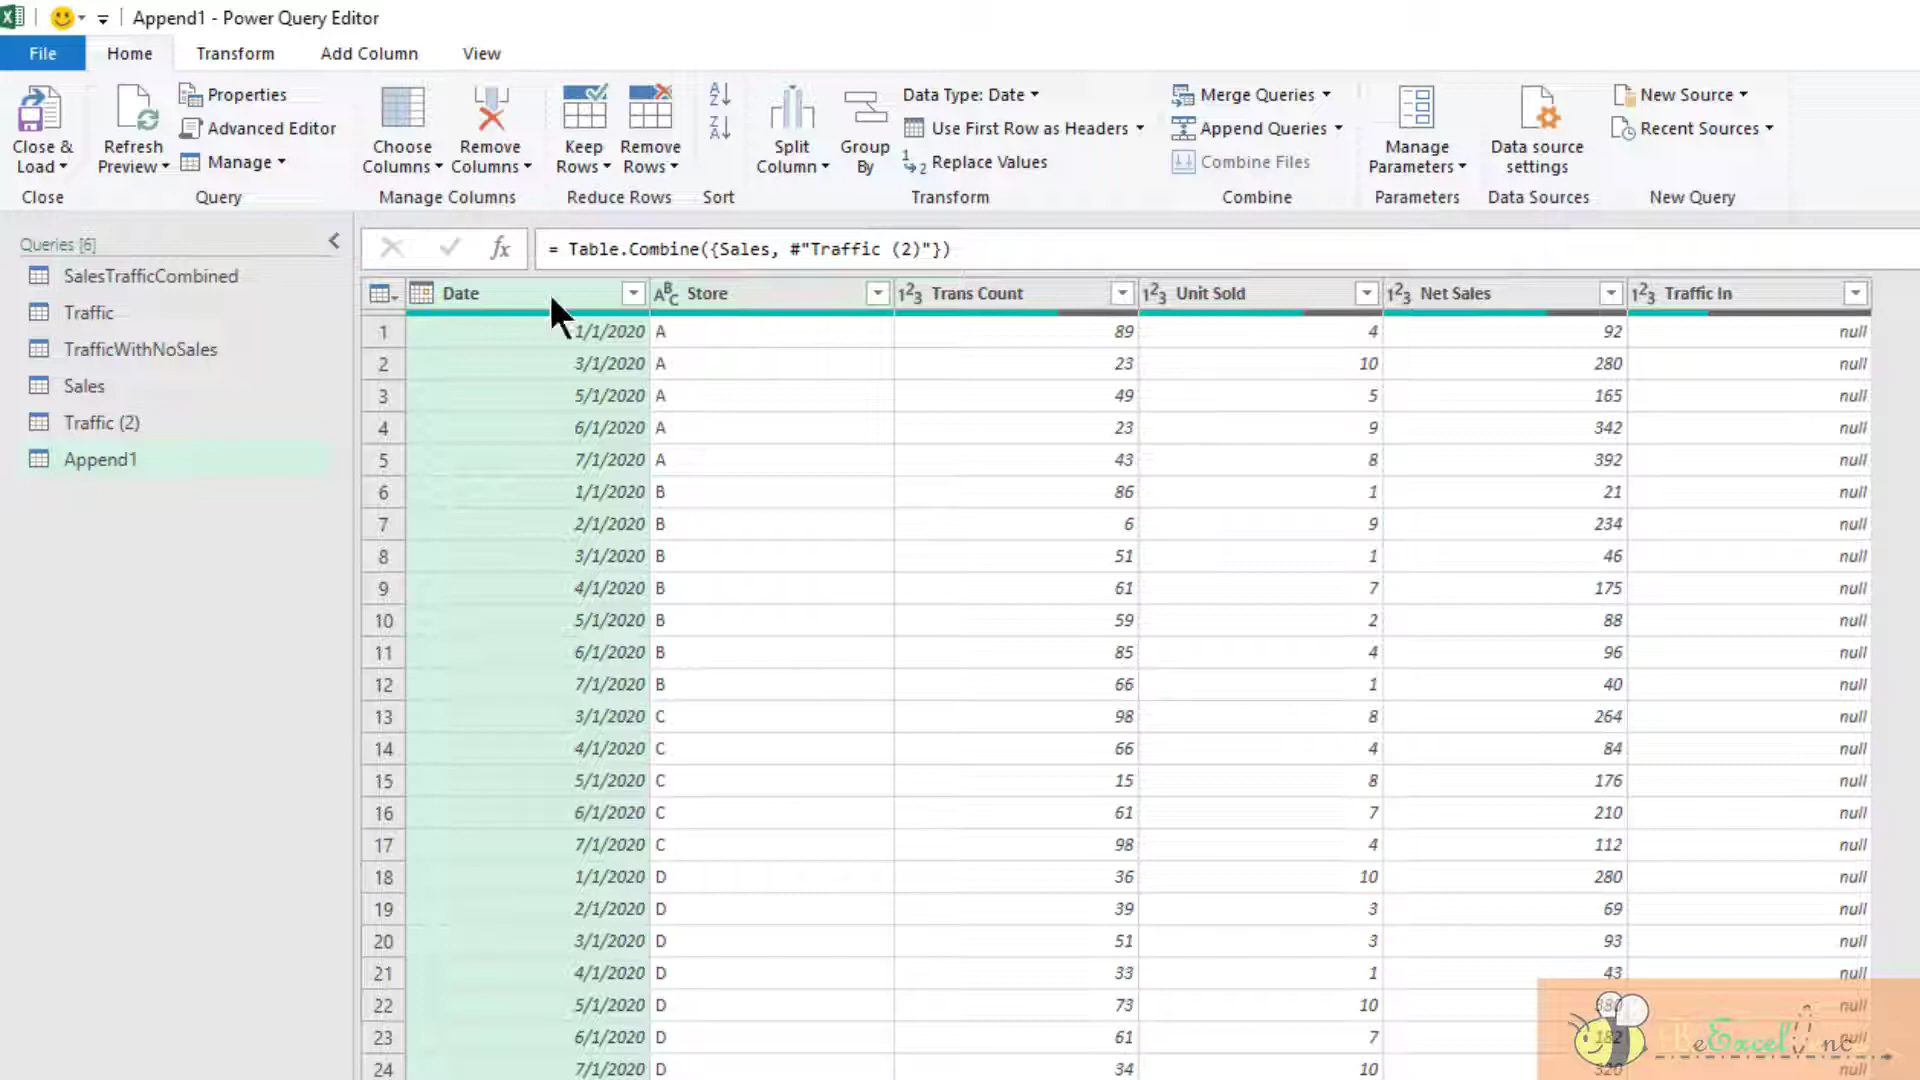 Append1 - Power Query Editor
File Home Transform Add Column View
Close & Load
Refresh Preview
Properties
Advanced Editor
Manage
Choose Columns
Remove Columns
Keep Rows
Remove Rows
Split Column
Group By
Data Type: Date
Use First Row as Headers
Replace Values
Merge Queries
Append Queries
Combine Files
Manage Parameters
Data source settings
New Source
Recent Sources
Close Query Manage Columns Reduce Rows Sort Transform Combine Parameters Data Sources New Query
Queries [6]
SalesTrafficCombined
Traffic
TrafficWithNoSales
Sales
Traffic (2)
Append1
fx = Table.Combine({Sales, #"Traffic (2)"})
Date ABC Store 123 Trans Count 123 Unit Sold 123 Net Sales 123 Traffic In
1 1/1/2020 A 89 4 92 null
2 3/1/2020 A 23 10 280 null
3 5/1/2020 A 49 5 165 null
4 6/1/2020 A 23 9 342 null
5 7/1/2020 A 43 8 392 null
6 1/1/2020 B 86 1 21 null
7 2/1/2020 B 6 9 234 null
8 3/1/2020 B 51 1 46 null
9 4/1/2020 B 61 7 175 null
10 5/1/2020 B 59 2 88 null
11 6/1/2020 B 85 4 96 null
12 7/1/2020 B 66 1 40 null
13 3/1/2020 C 98 8 264 null
14 4/1/2020 C 66 4 84 null
15 5/1/2020 C 15 8 176 null
16 6/1/2020 C 61 7 210 null
17 7/1/2020 C 98 4 112 null
18 1/1/2020 D 36 10 280 null
19 2/1/2020 D 39 3 69 null
20 3/1/2020 D 51 3 93 null
21 4/1/2020 D 33 1 43 null
22 5/1/2020 D 73 10 380 null
23 6/1/2020 D 61 7 182 null
24 7/1/2020 D 34 10 320 null